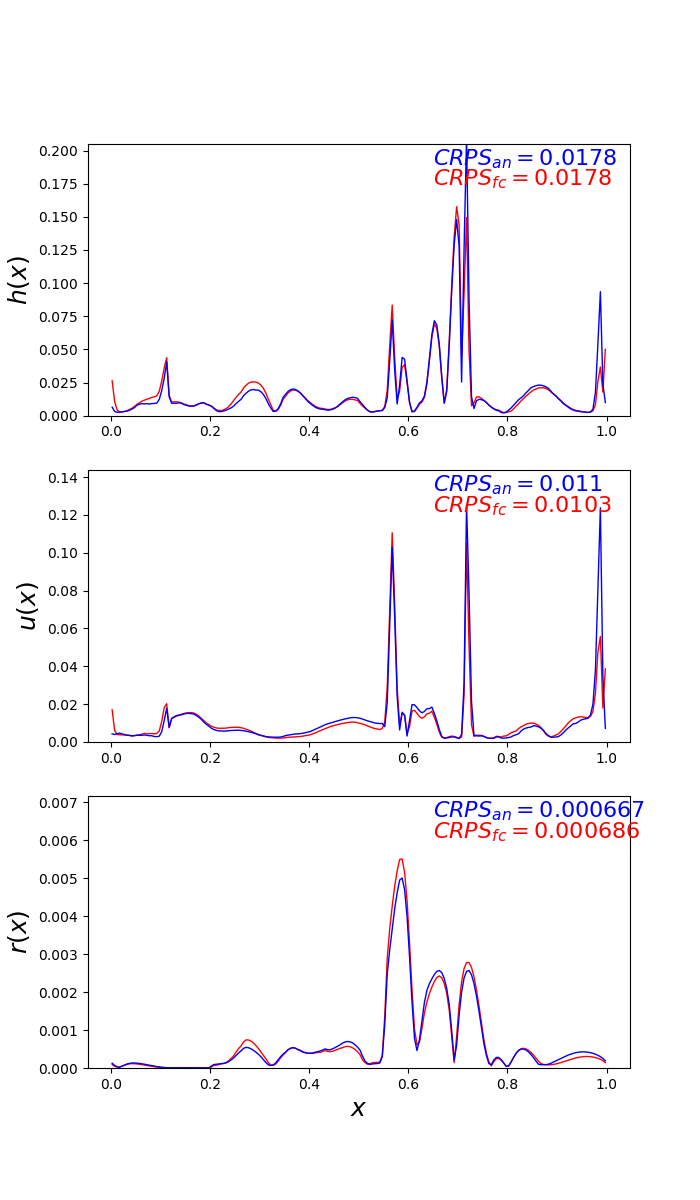 CRPS_an = 0.0178
CRPS_fc = 0.0178
h(x)
0.200
0.175
0.150
0.125
0.100
0.075
0.050
0.025
0.000
0.0 0.2 0.4 0.6 0.8 1.0
CRPS_an = 0.011
CRPS_fc = 0.0103
u(x)
0.14
0.12
0.10
0.08
0.06
0.04
0.02
0.00
0.0 0.2 0.4 0.6 0.8 1.0
CRPS_an = 0.000667
CRPS_fc = 0.000686
r(x)
0.007
0.006
0.005
0.004
0.003
0.002
0.001
0.000
0.0 0.2 0.4 0.6 0.8 1.0
x